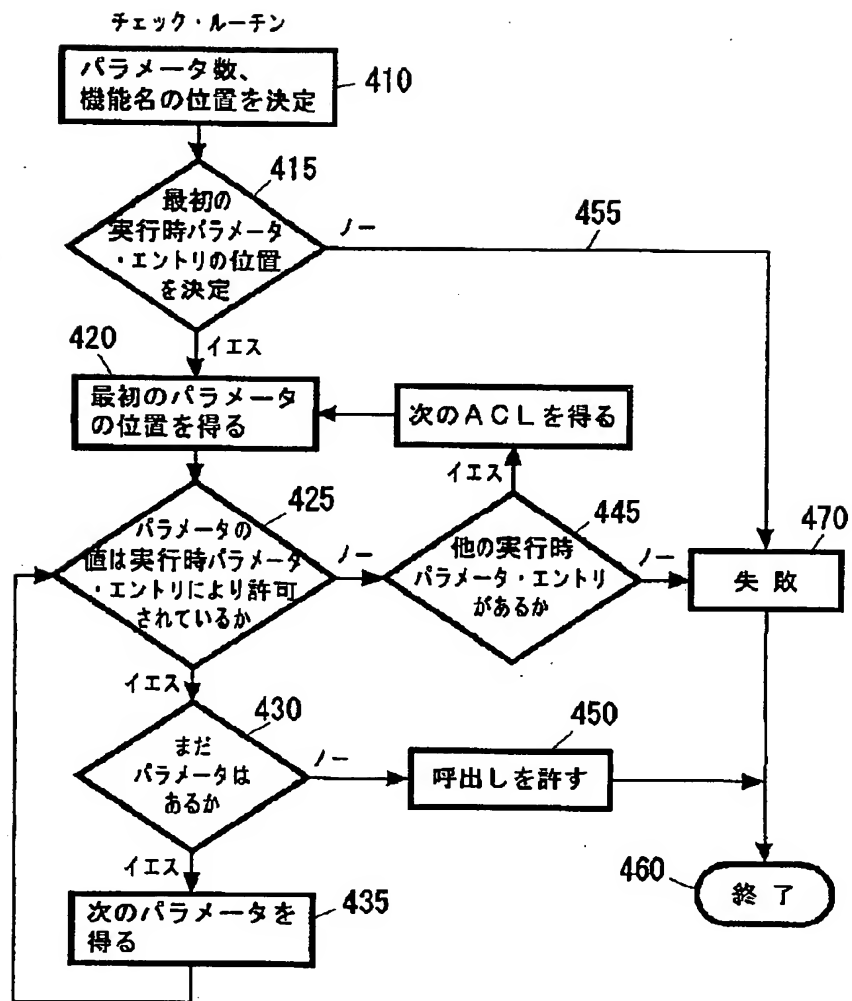 チェック・ルーチン
パラメータ数、
機能名の位置を決定
410
415
最初の
実行時パラメータ
・エントリの位置
を決定
ノー
455
イエス
420
最初のパラメータ
の位置を得る
次のACLを得る
イエス
425
パラメータの
値は実行時パラメータ
・エントリにより許可
されているか
ノー
445
他の実行時
パラメータ・エントリ
があるか
ノー
470
失敗
イエス
430
まだ
パラメータは
あるか
ノー
450
呼出しを許す
イエス
435
次のパラメータを
得る
460
終了